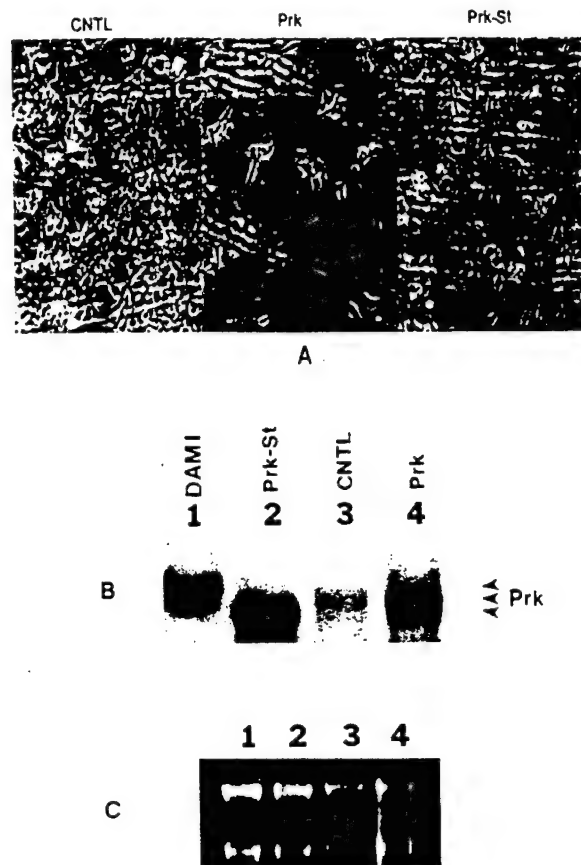 CNTL Prk Prk-St
A
DAMI Prk-St CNTL Prk
1 2 3 4
B Prk
1 2 3 4
C